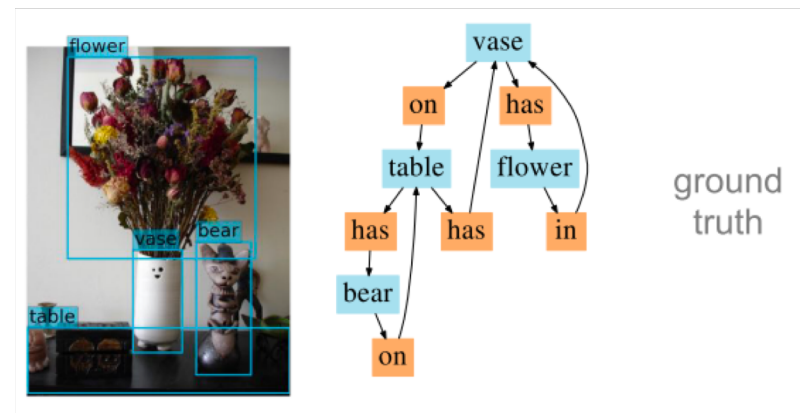 flower
vase
bear
table
vase
on
has
table
flower
has
has
in
bear
on
ground
truth